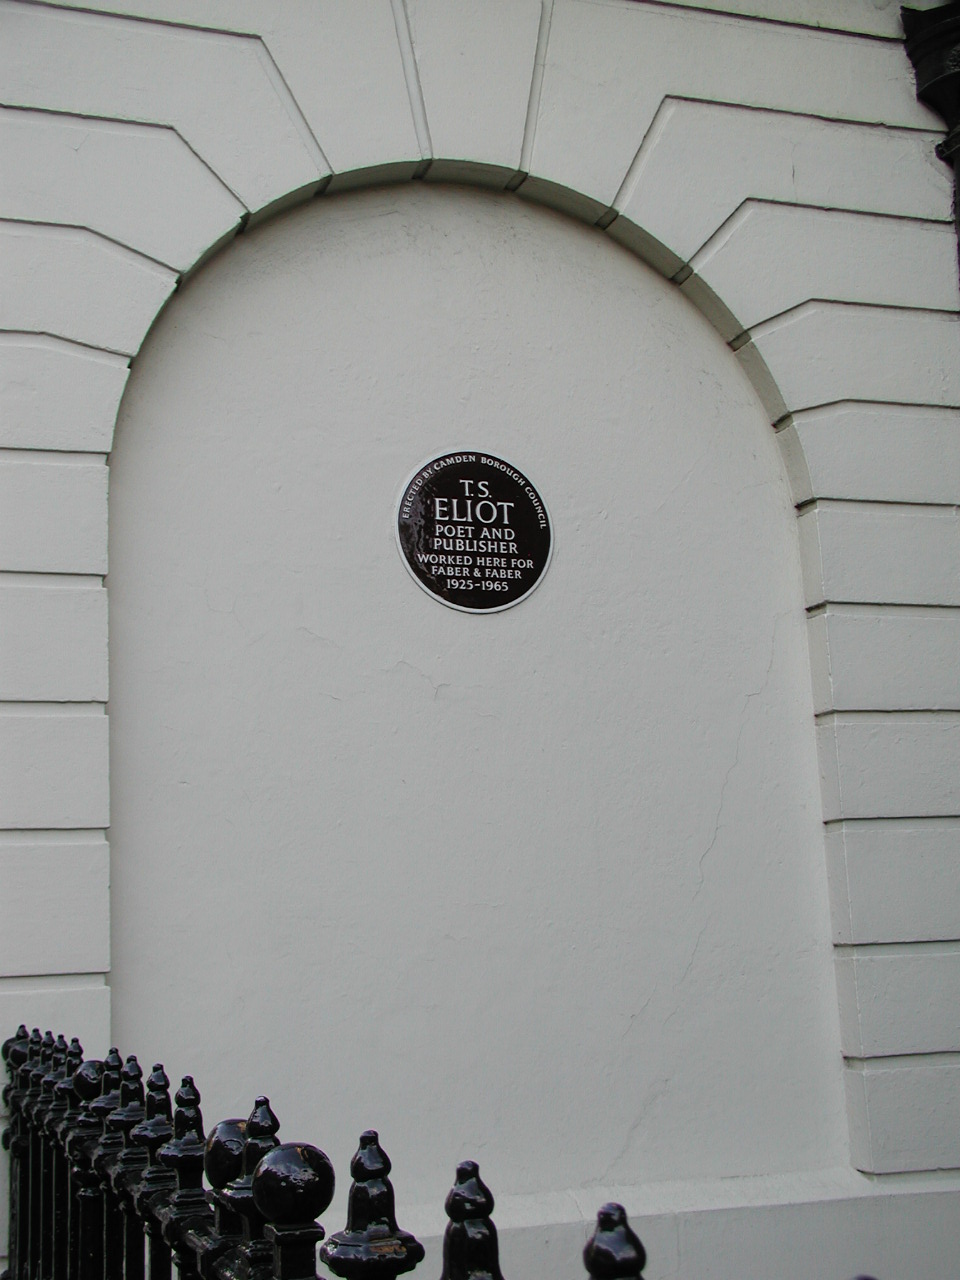 ERECTED BY CAMDEN BOROUGH COUNCIL
T.S.
ELIOT
POET AND
PUBLISHER
WORKED HERE FOR
FABER & FABER
1925-1965